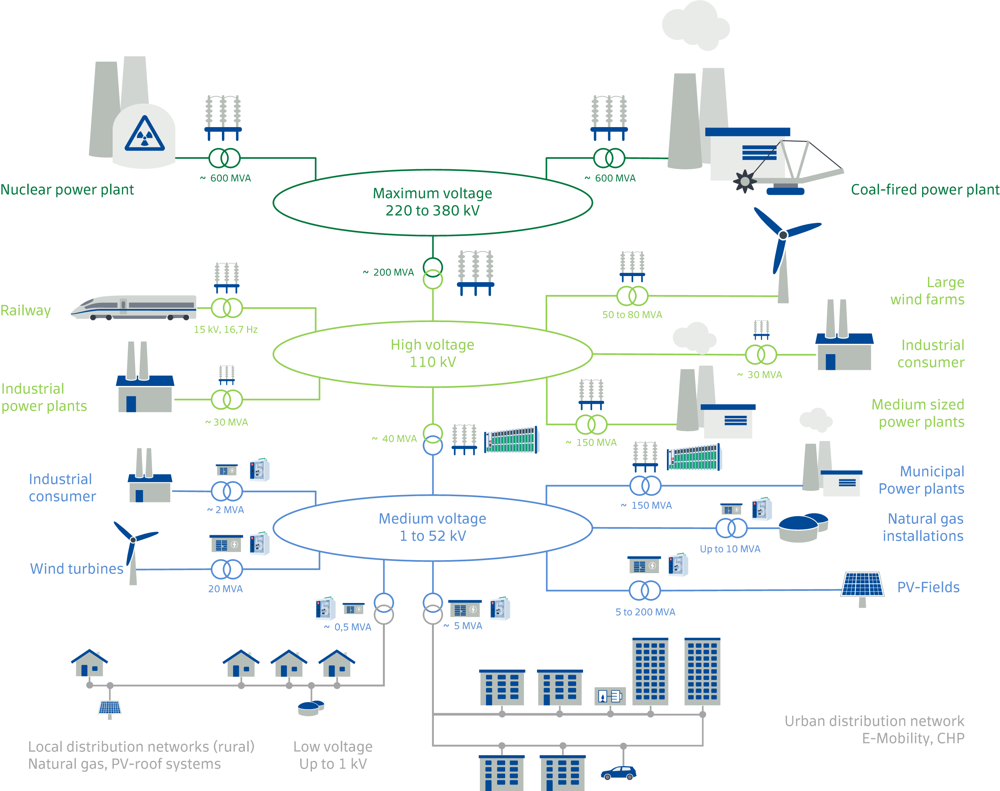 ~ 600 MVA
~ 600 MVA
Nuclear power plant
Maximum voltage
220 to 380 kV
Coal-fired power plant
~ 200 MVA
Large
wind farms
Railway
15 kV, 16,7 Hz
50 to 80 MVA
High voltage
110 kV
Industrial
consumer
~ 30 MVA
Industrial
power plants
~ 30 MVA
Medium sized
power plants
~ 40 MVA
~ 150 MVA
Industrial
consumer
~ 2 MVA
Municipal
Power plants
~ 150 MVA
Medium voltage
1 to 52 kV
Natural gas
installations
Up to 10 MVA
Wind turbines
20 MVA
PV-Fields
5 to 200 MVA
~ 0,5 MVA
~ 5 MVA
Urban distribution network
E-Mobility, CHP
Local distribution networks (rural)
Natural gas, PV-roof systems
Low voltage
Up to 1 kV